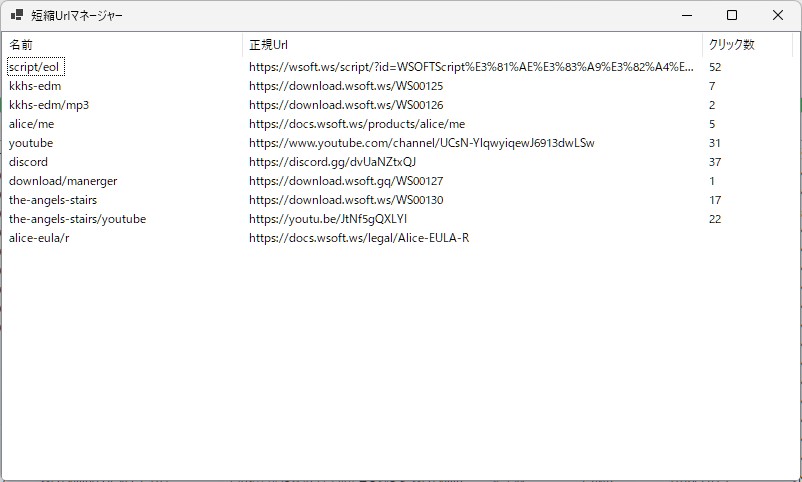 短縮Urlマネージャー
名前 正規Url クリック数
script/eol https://wsoft.ws/script/?id=WSOFTScript%E3%81%AE%E3%83%A9%E3%82%A4%E... 52
kkhs-edm https://download.wsoft.ws/WS00125 7
kkhs-edm/mp3 https://download.wsoft.ws/WS00126 2
alice/me https://docs.wsoft.ws/products/alice/me 5
youtube https://www.youtube.com/channel/UCsN-YIqwyiqewJ6913dwLSw 31
discord https://discord.gg/dvUaNZtxQJ 37
download/manerger https://download.wsoft.gq/WS00127 1
the-angels-stairs https://download.wsoft.ws/WS00130 17
the-angels-stairs/youtube https://youtu.be/JtNf5gQXLYI 22
alice-eula/r https://docs.wsoft.ws/legal/Alice-EULA-R